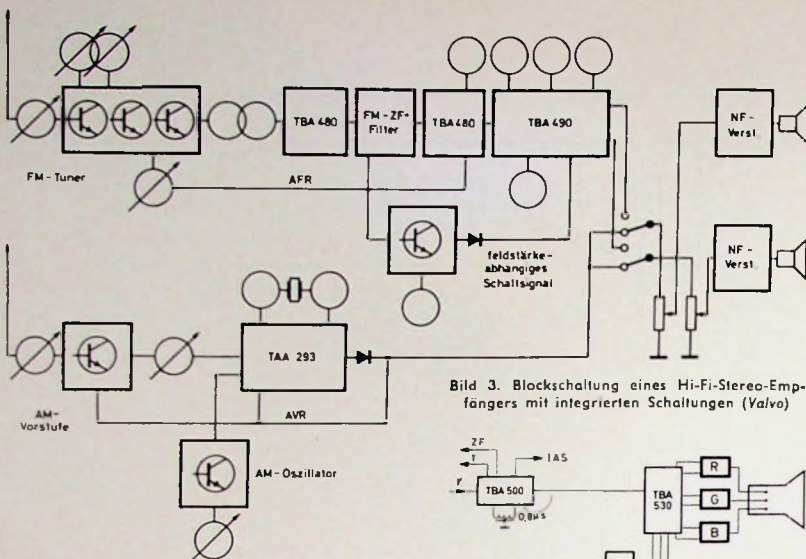 TBA 480
FM-ZF-
Filter
TBA 480
TBA 490
NF-
Verst.
FM-Tuner
AFR
feldstärke-
abhängiges
Schaltsignal
NF-
Verst.
TAA 293
AM-
Vorstufe
AVR
AM-Oszillator
Bild 3. Blockschaltung eines Hi-Fi-Stereo-Emp-
fängers mit integrierten Schaltungen (Valvo)
ZF
T
IAS
Y
TBA 500
0,8µs
TBA
530
R
G
B